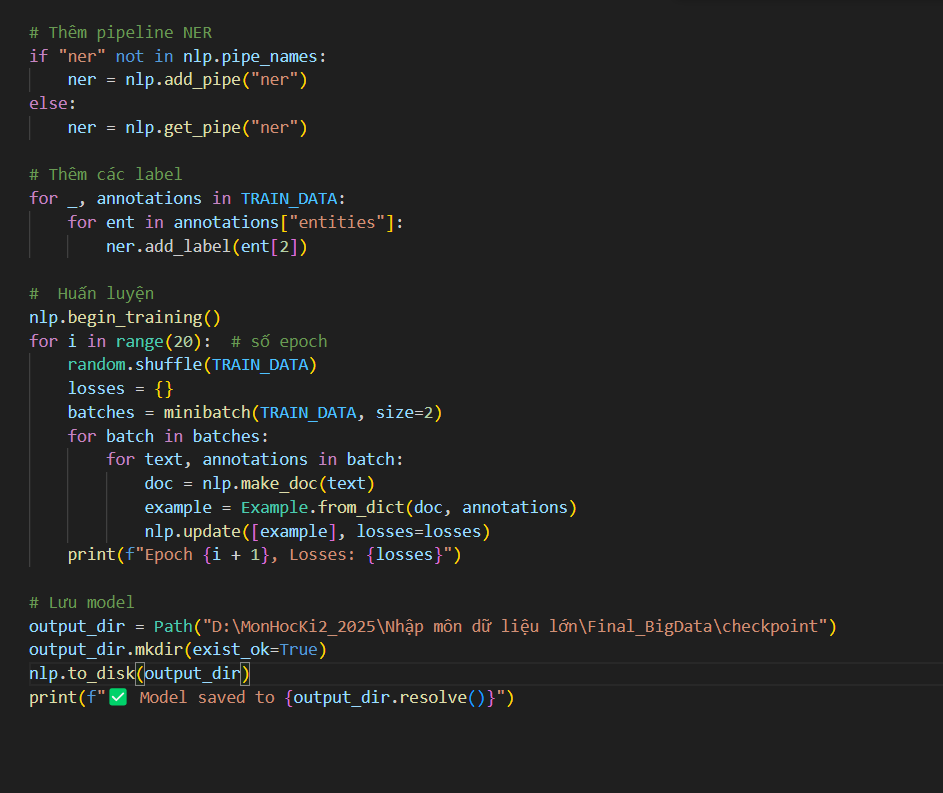 # Thêm pipeline NER
if "ner" not in nlp.pipe_names:
    ner = nlp.add_pipe("ner")
else:
    ner = nlp.get_pipe("ner")
# Thêm các label
for _, annotations in TRAIN_DATA:
    for ent in annotations["entities"]:
        ner.add_label(ent[2])
#  Huấn luyện
nlp.begin_training()
for i in range(20):  # số epoch
    random.shuffle(TRAIN_DATA)
    losses = {}
    batches = minibatch(TRAIN_DATA, size=2)
    for batch in batches:
        for text, annotations in batch:
            doc = nlp.make_doc(text)
            example = Example.from_dict(doc, annotations)
            nlp.update([example], losses=losses)
    print(f"Epoch {i + 1}, Losses: {losses}")
# Lưu model
output_dir = Path("D:\MonHocKi2_2025\Nhập môn dữ liệu lớn\Final_BigData\checkpoint")
output_dir.mkdir(exist_ok=True)
nlp.to_disk(output_dir)
print(f"✅ Model saved to {output_dir.resolve()}")